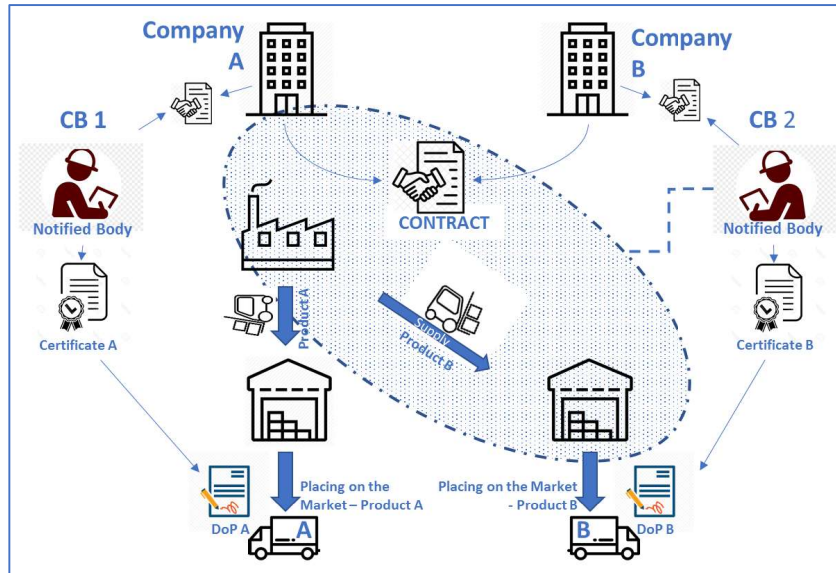 Company
A
Company
B
CB 1
CB 2
Notified Body
CONTRACT
Notified Body
Product A
Supply
Product B
Certificate A
Certificate B
Placing on the
Market – Product A
Placing on the Market
- Product B
DoP A
A
B
DoP B